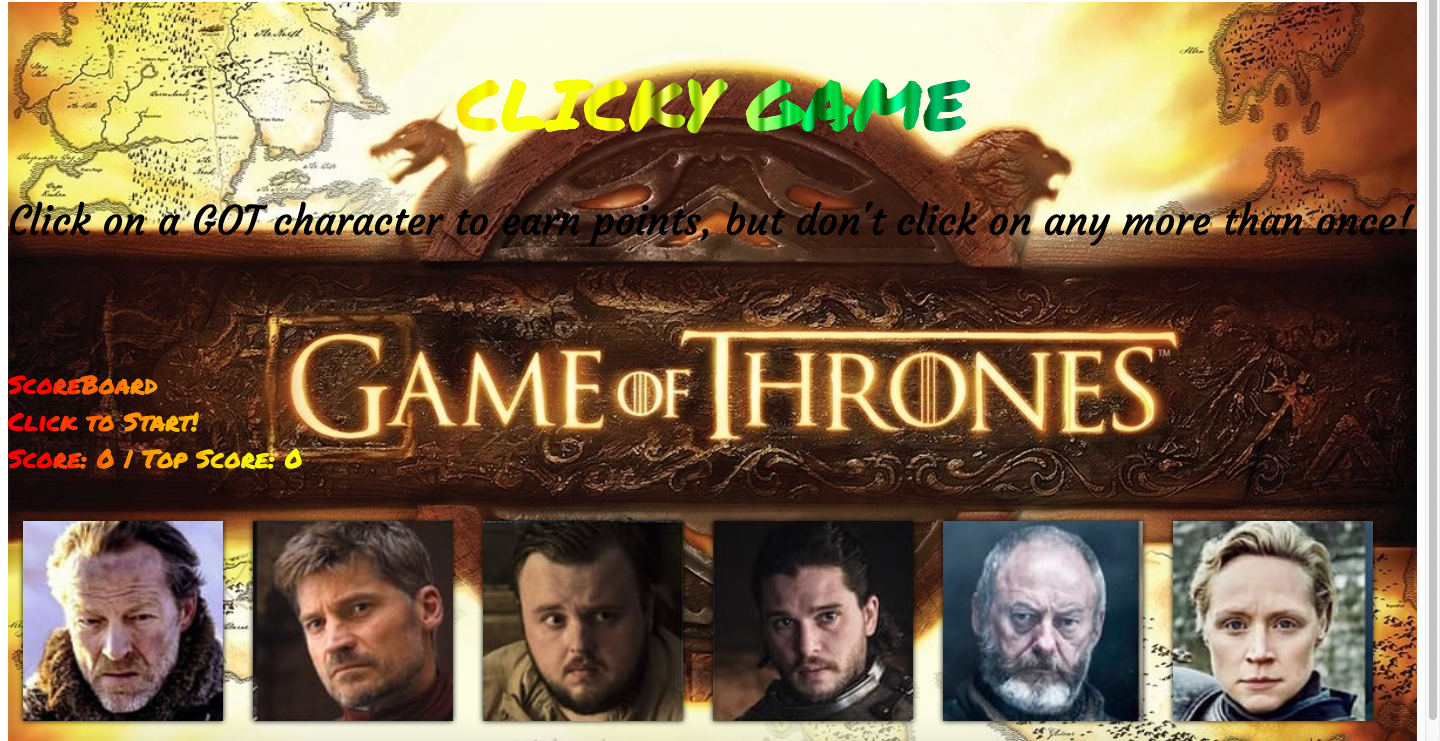 CLICKY GAME
Click on a GOT character to earn points, but don't click on any more than once!
GAME OF THRONES
TM
ScoreBoard
Click to Start!
Score: 0 | Top Score: 0